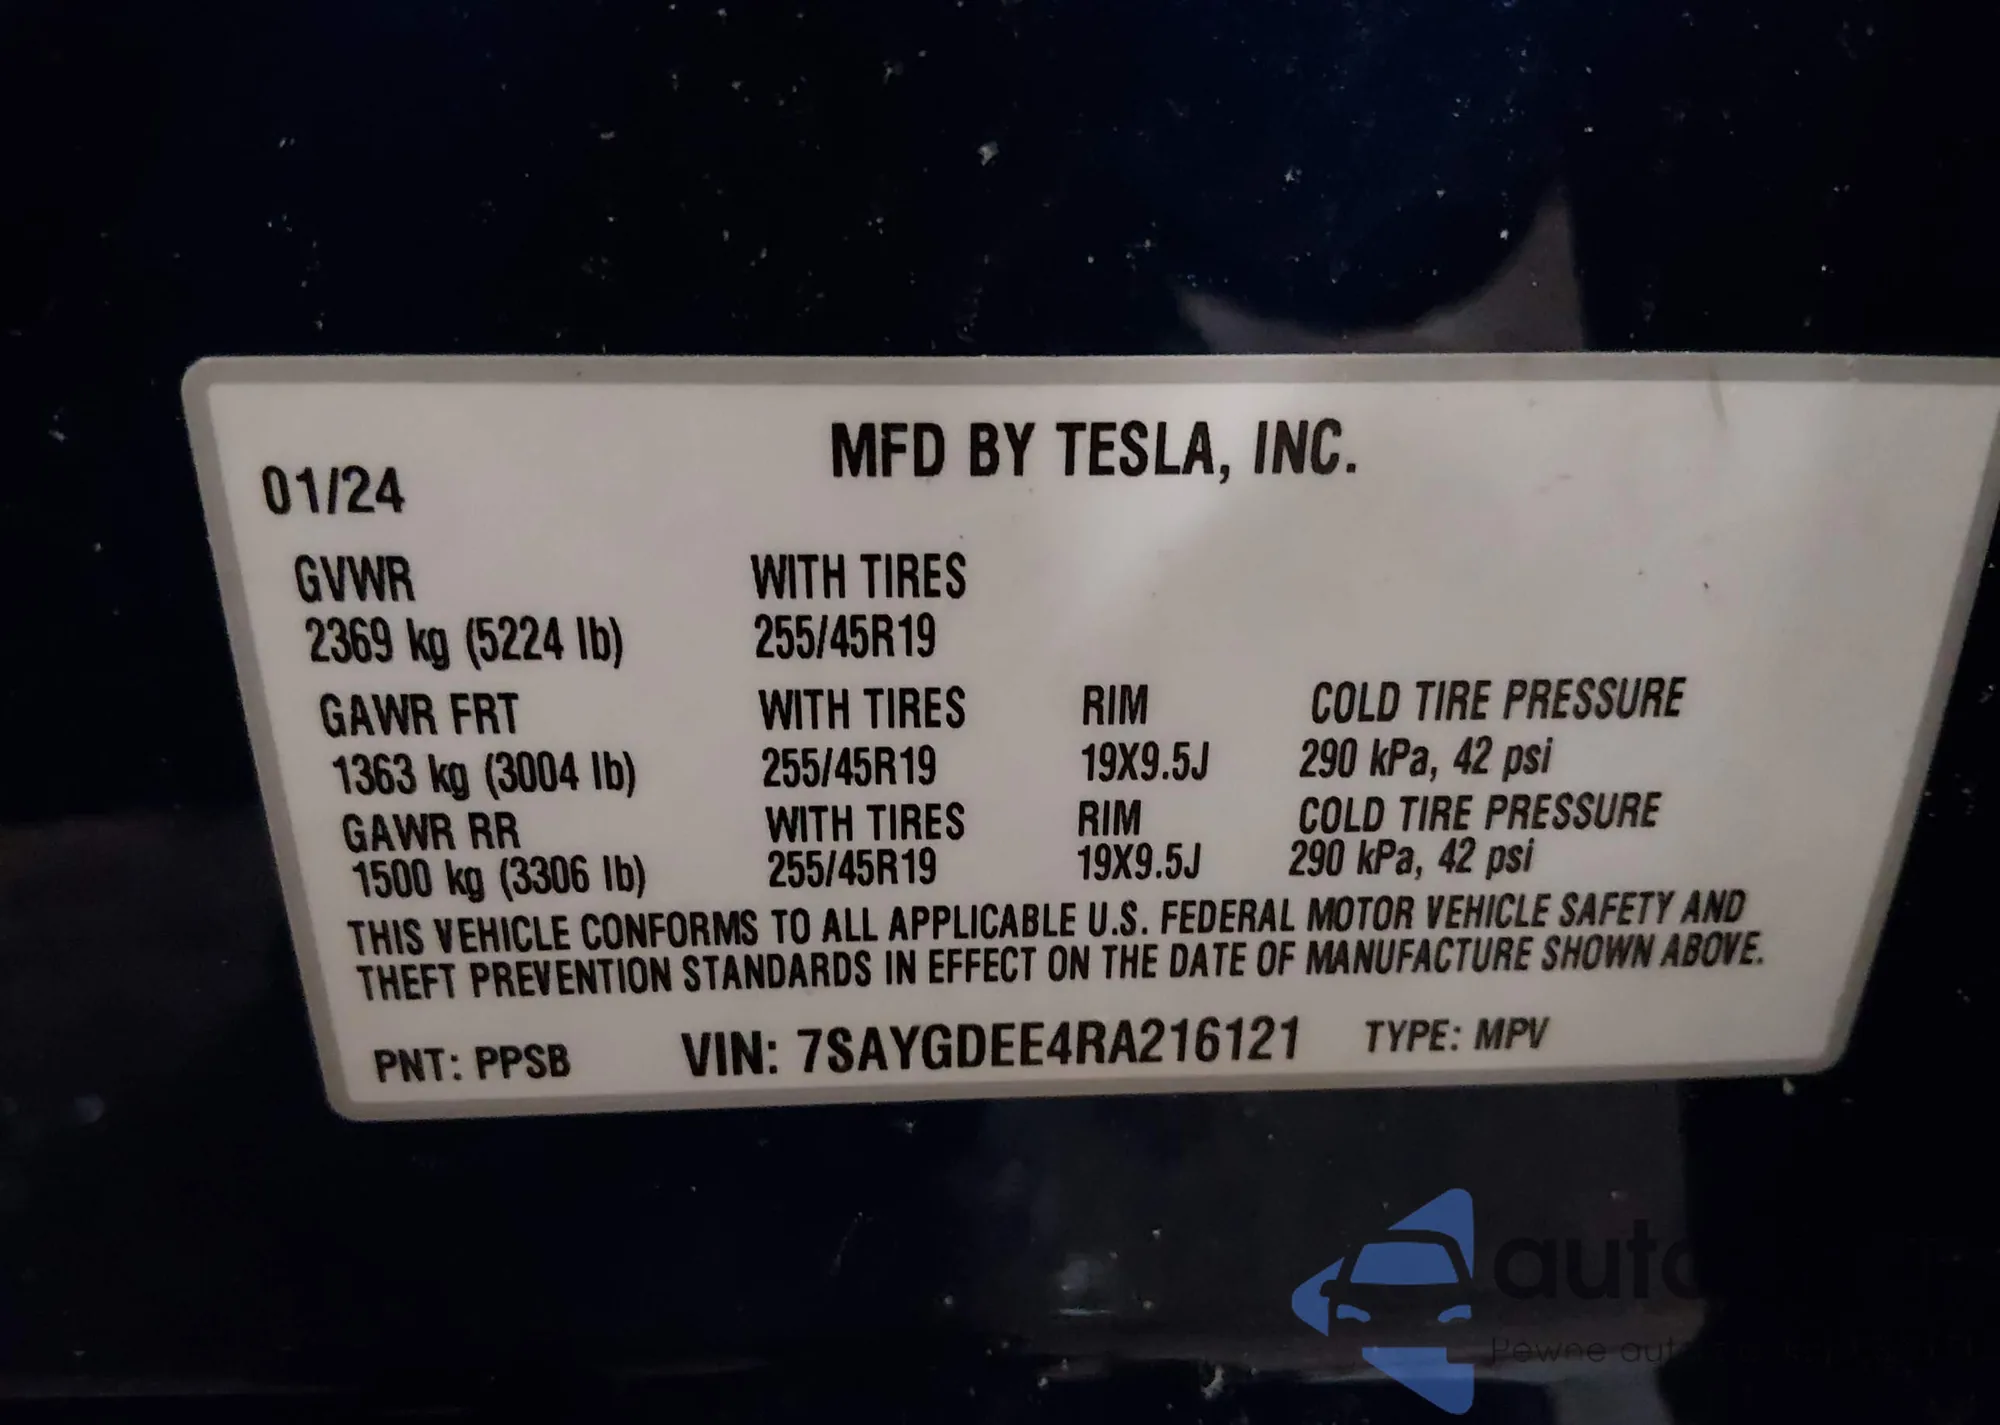 MFD BY TESLA, INC.
01/24
GVWR WITH TIRES
2369 kg (5224 lb) 255/45R19
GAWR FRT WITH TIRES RIM COLD TIRE PRESSURE
1363 kg (3004 lb) 255/45R19 19X9.5J 290 kPa, 42 psi
GAWR RR WITH TIRES RIM COLD TIRE PRESSURE
1500 kg (3306 lb) 255/45R19 19X9.5J 290 kPa, 42 psi
THIS VEHICLE CONFORMS TO ALL APPLICABLE U.S. FEDERAL MOTOR VEHICLE SAFETY AND
THEFT PREVENTION STANDARDS IN EFFECT ON THE DATE OF MANUFACTURE SHOWN ABOVE.
PNT: PPSB VIN: 7SAYGDEE4RA216121 TYPE: MPV
Pewne